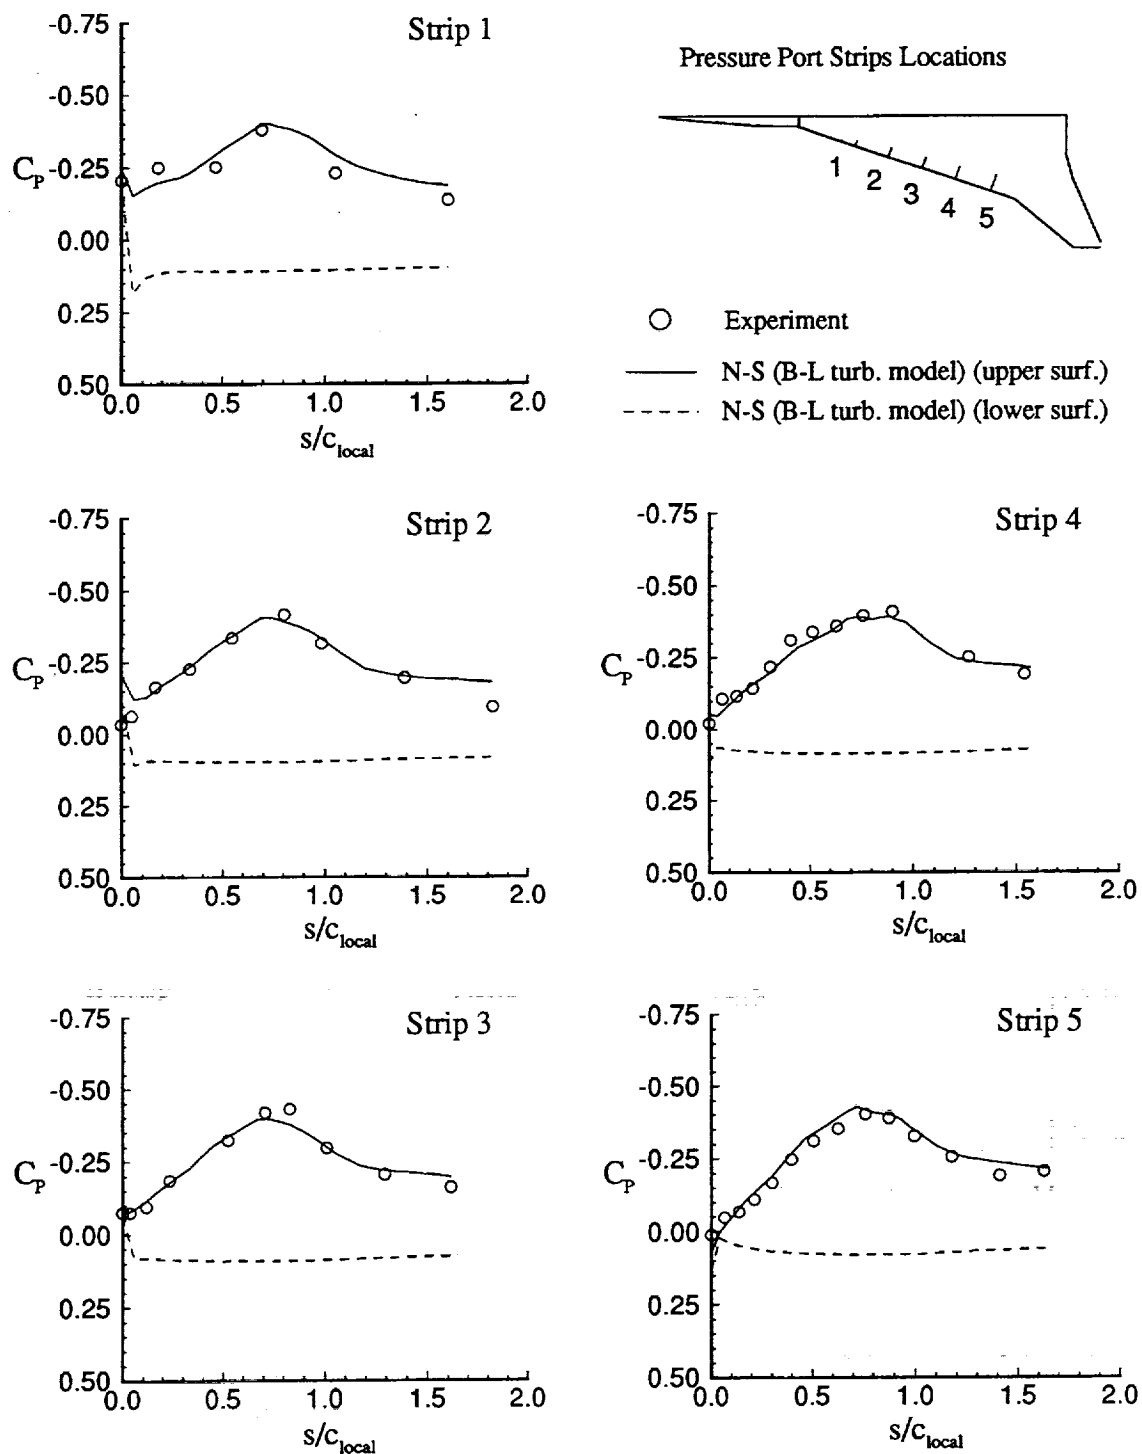 Strip 1
-0.75
-0.50
-0.25
0.00
0.25
0.50
C_P
0.0 0.5 1.0 1.5 2.0
s/c_local
Pressure Port Strips Locations
1 2 3 4 5
Experiment
N-S (B-L turb. model) (upper surf.)
N-S (B-L turb. model) (lower surf.)
Strip 2
-0.75
-0.50
-0.25
0.00
0.25
0.50
C_P
0.0 0.5 1.0 1.5 2.0
s/c_local
Strip 4
-0.75
-0.50
-0.25
0.00
0.25
0.50
C_P
0.0 0.5 1.0 1.5 2.0
s/c_local
Strip 3
-0.75
-0.50
-0.25
0.00
0.25
0.50
C_P
0.0 0.5 1.0 1.5 2.0
s/c_local
Strip 5
-0.75
-0.50
-0.25
0.00
0.25
0.50
C_P
0.0 0.5 1.0 1.5 2.0
s/c_local